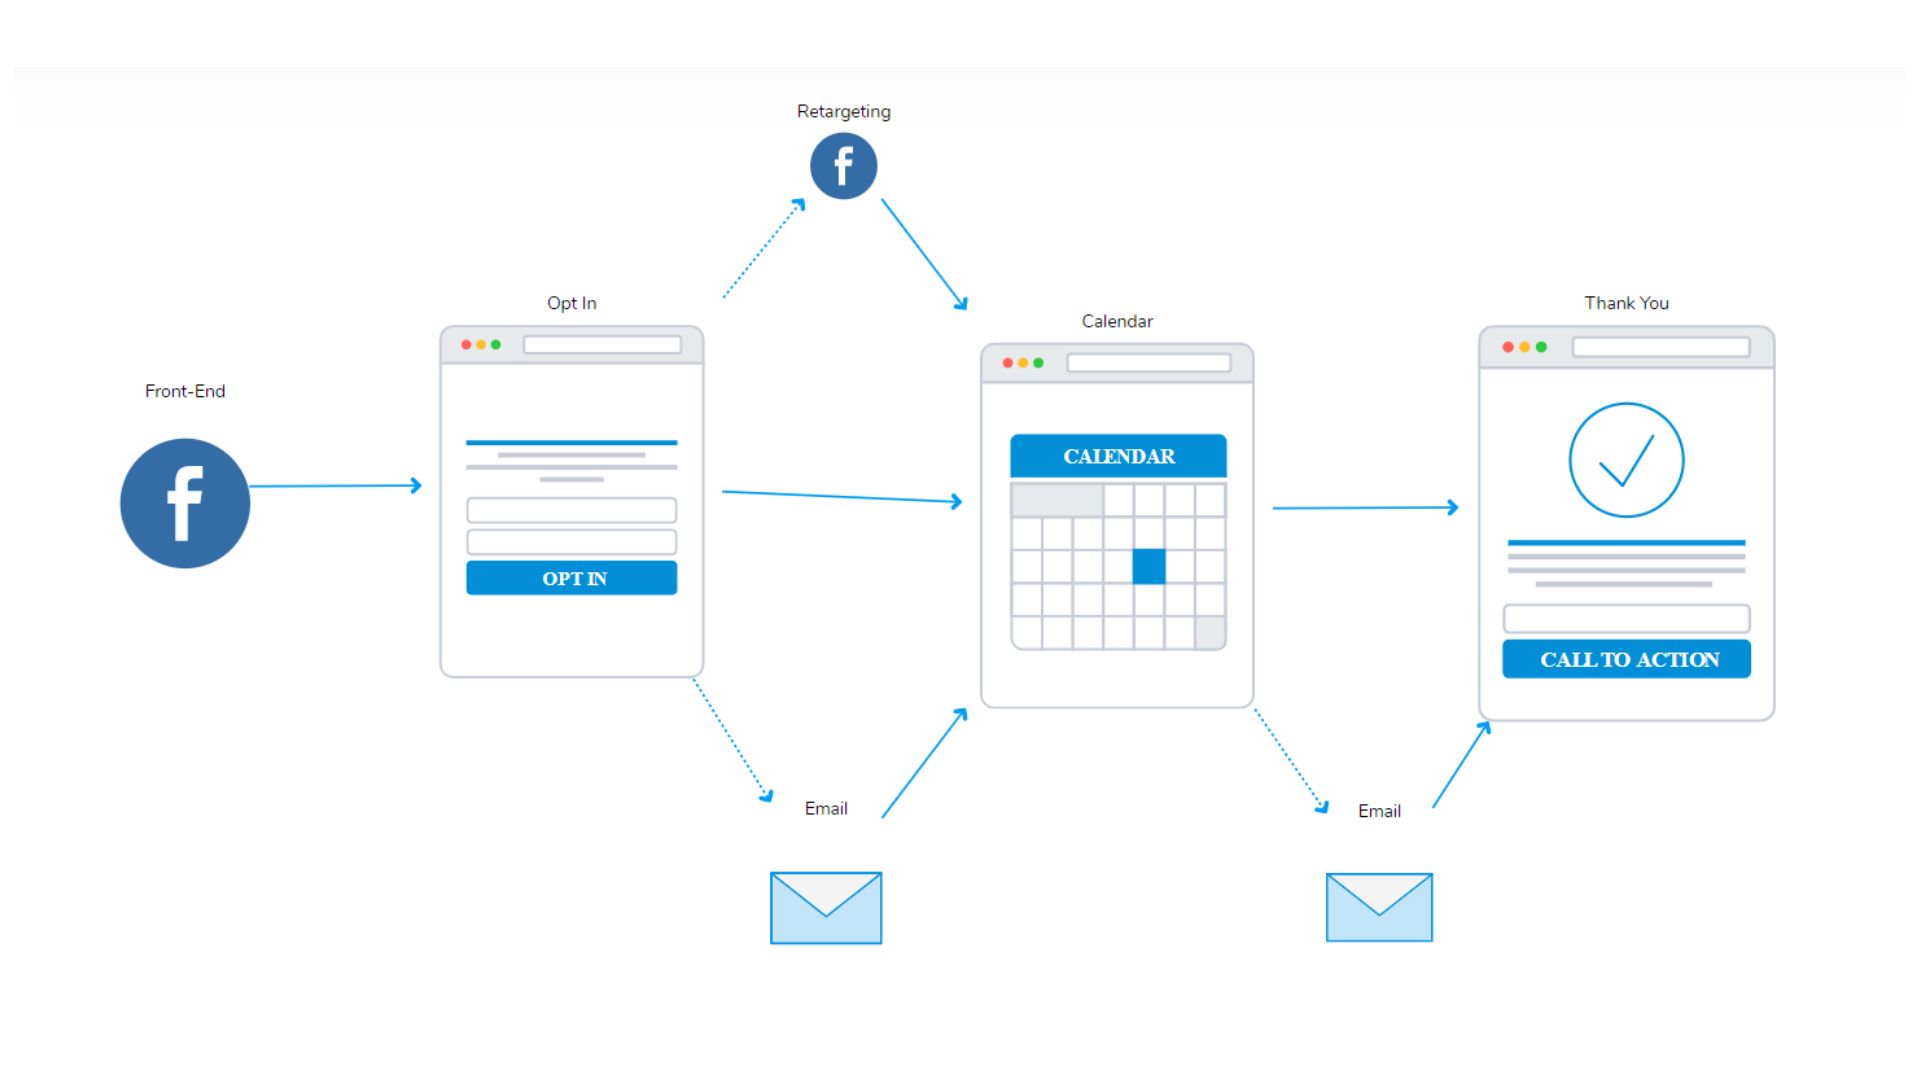 Retargeting
f
Opt In
Thank You
Calendar
Front-End
f
CALENDAR
OPT IN
CALL TO ACTION
Email
Email